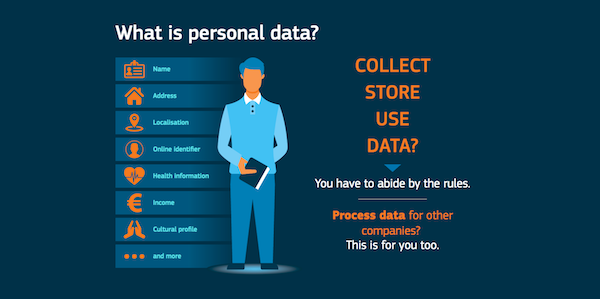 What is personal data?
Name
Address
Localisation
Online identifier
Health information
Income
Cultural profile
and more
COLLECT
STORE
USE
DATA?
You have to abide by the rules.
Process data for other
companies?
This is for you too.